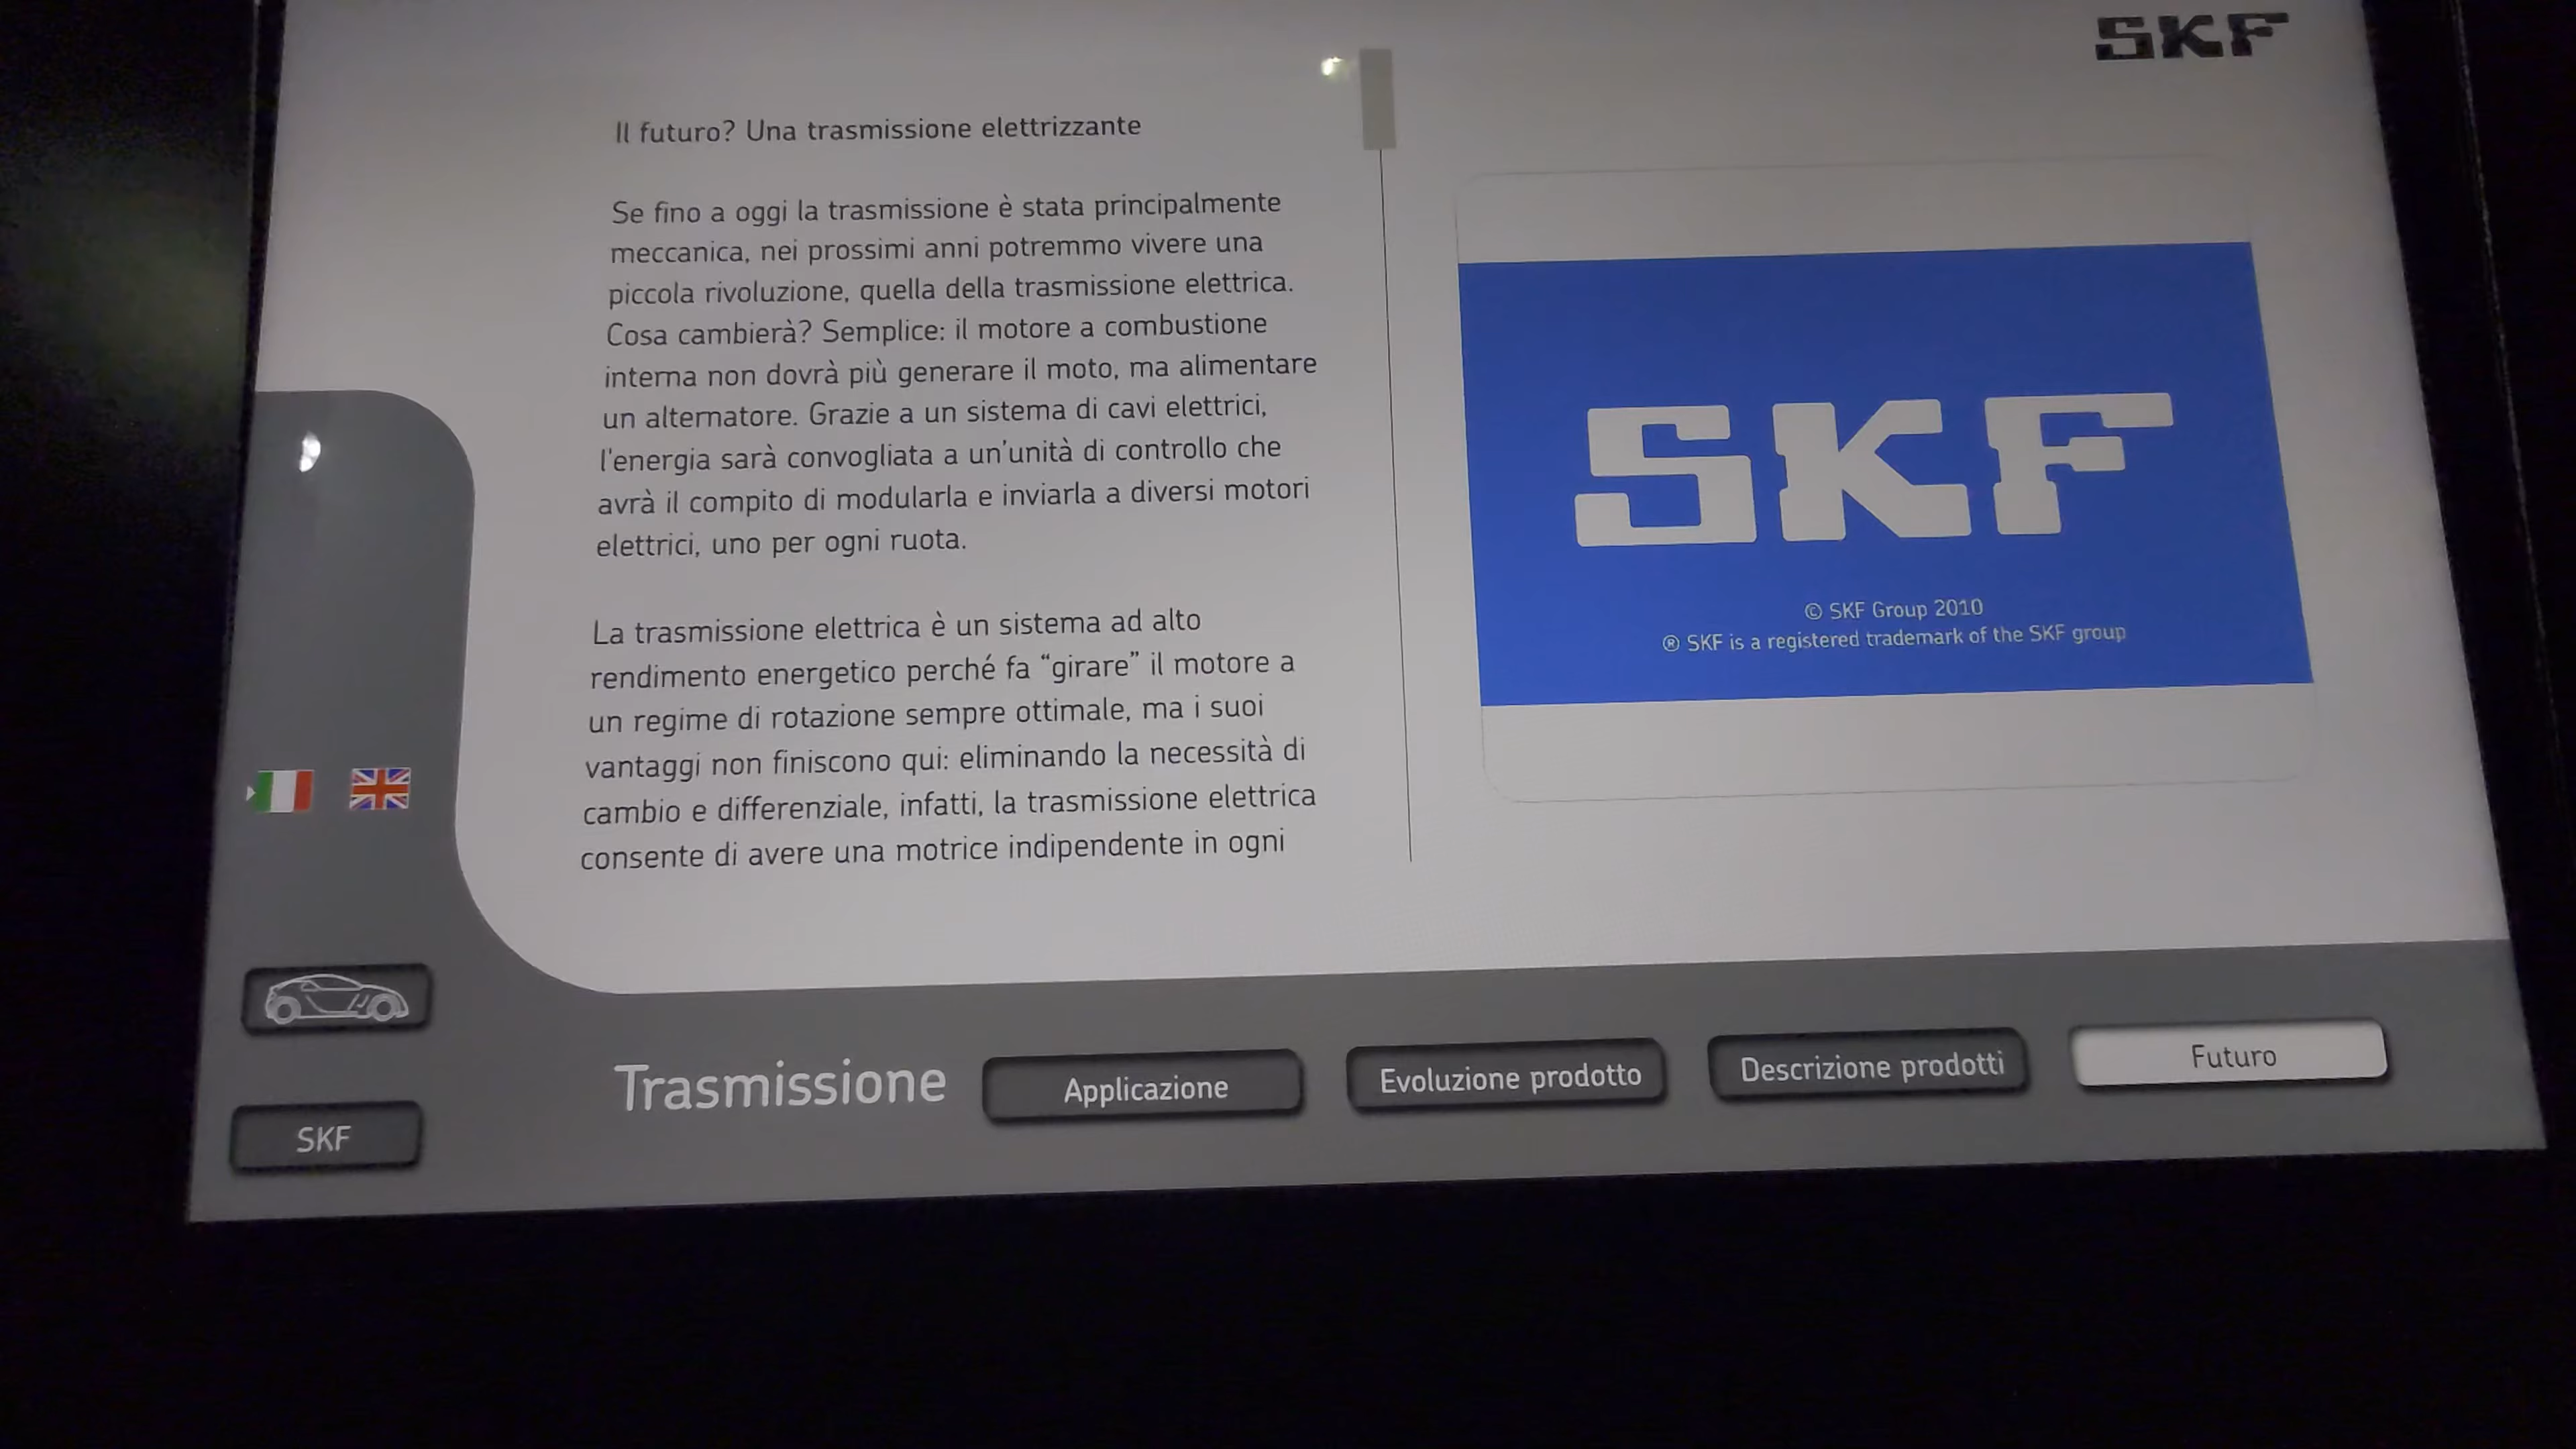 SKF
Il futuro? Una trasmissione elettrizzante
Se fino a oggi la trasmissione è stata principalmente
meccanica, nei prossimi anni potremmo vivere una
piccola rivoluzione, quella della trasmissione elettrica.
Cosa cambierà? Semplice: il motore a combustione
interna non dovrà più generare il moto, ma alimentare
un alternatore. Grazie a un sistema di cavi elettrici,
l'energia sarà convogliata a un'unità di controllo che
avrà il compito di modularla e inviarla a diversi motori
elettrici, uno per ogni ruota.
La trasmissione elettrica è un sistema ad alto
rendimento energetico perché fa “girare” il motore a
un regime di rotazione sempre ottimale, ma i suoi
vantaggi non finiscono qui: eliminando la necessità di
cambio e differenziale, infatti, la trasmissione elettrica
consente di avere una motrice indipendente in ogni
SKF
© SKF Group 2010
® SKF is a registered trademark of the SKF group
Trasmissione
Applicazione
Evoluzione prodotto
Descrizione prodotti
Futuro
SKF